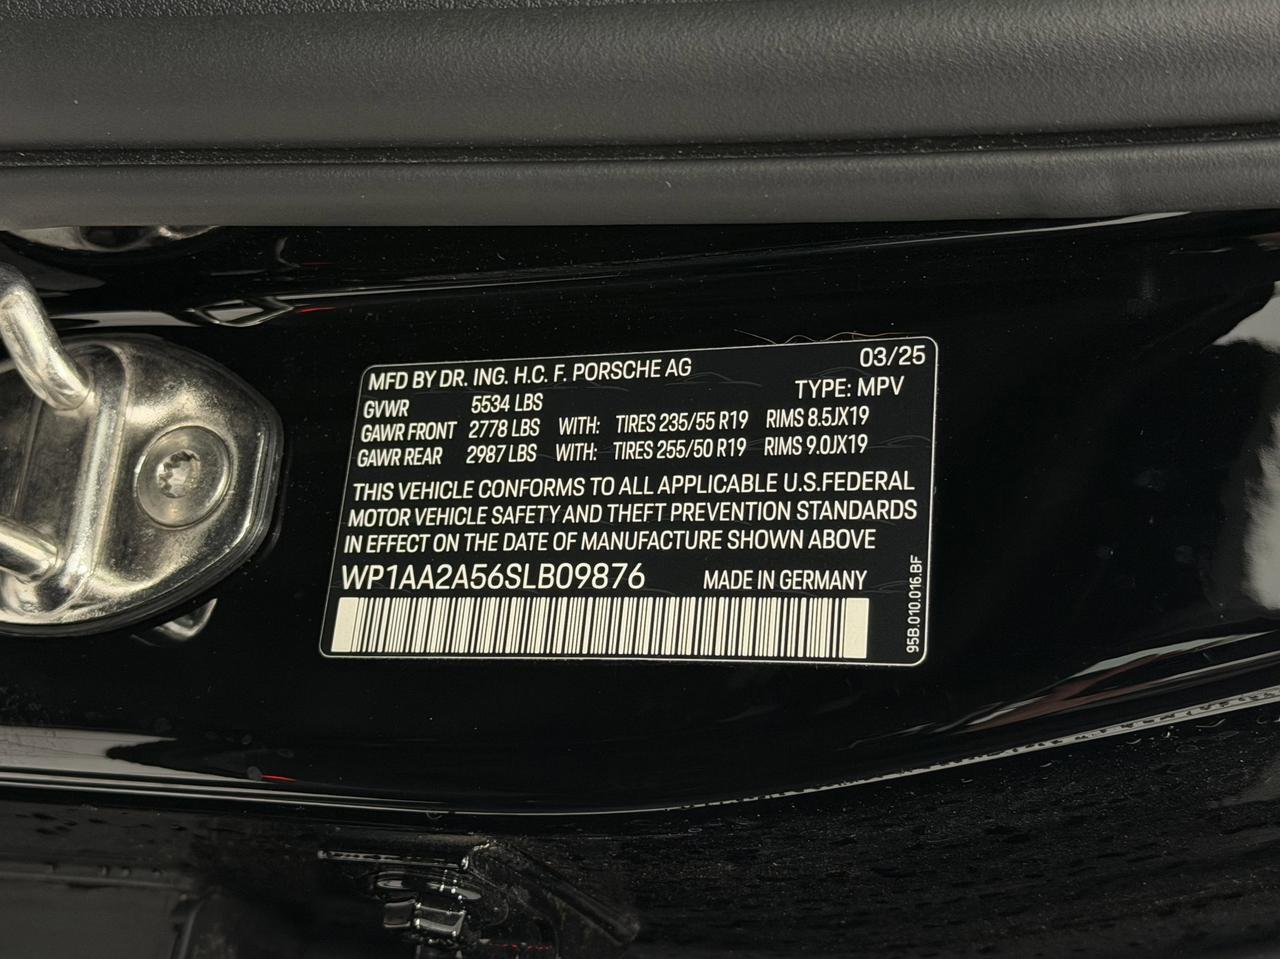 MFD BY DR. ING. H.C. F. PORSCHE AG 03/25
TYPE: MPV
GVWR 5534 LBS
GAWR FRONT 2778 LBS WITH: TIRES 235/55 R19 RIMS 8.5JX19
GAWR REAR 2987 LBS WITH: TIRES 255/50 R19 RIMS 9.0JX19
THIS VEHICLE CONFORMS TO ALL APPLICABLE U.S.FEDERAL
MOTOR VEHICLE SAFETY AND THEFT PREVENTION STANDARDS
IN EFFECT ON THE DATE OF MANUFACTURE SHOWN ABOVE
WP1AA2A56SLB09876 MADE IN GERMANY
95B.010.016.BF